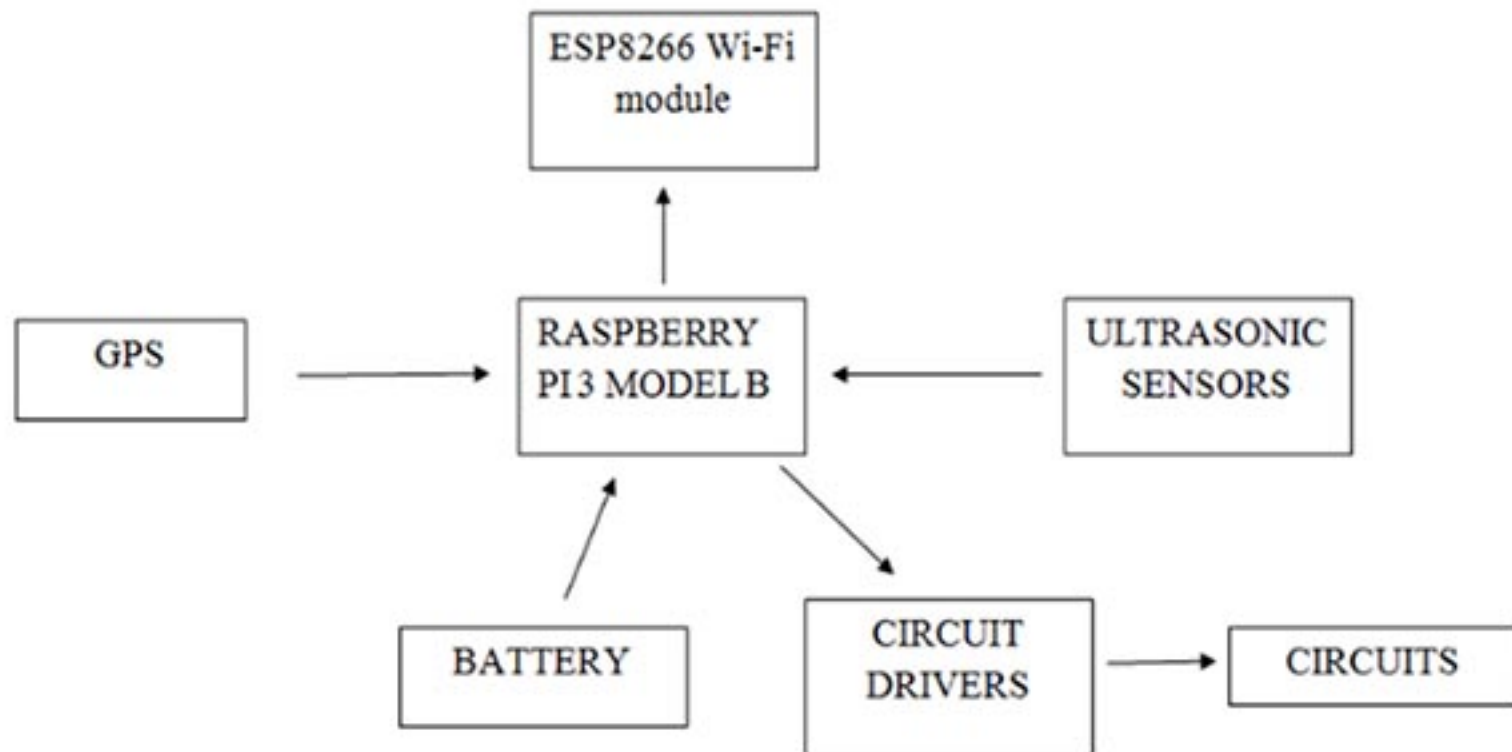 ESP8266 Wi-Fi
module
GPS
RASPBERRY
PI 3 MODEL B
ULTRASONIC
SENSORS
BATTERY
CIRCUIT
DRIVERS
CIRCUITS